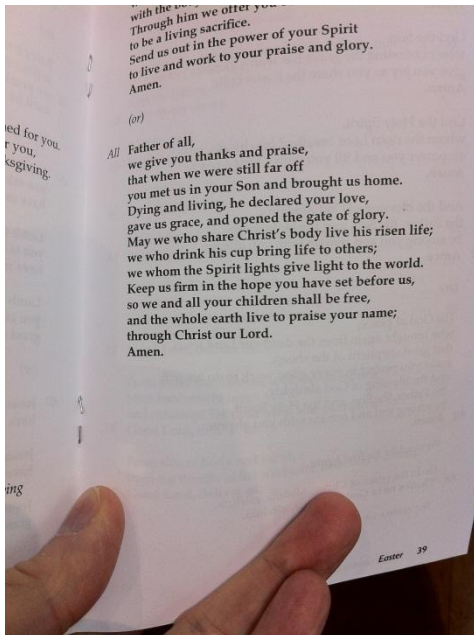 with the
Through him we offer you
to be a living sacrifice.
Send us out in the power of your Spirit
to live and work to your praise and glory.
Amen.
(or)
All Father of all,
we give you thanks and praise,
that when we were still far off
you met us in your Son and brought us home.
Dying and living, he declared your love,
gave us grace, and opened the gate of glory.
May we who share Christ's body live his risen life;
we who drink his cup bring life to others;
we whom the Spirit lights give light to the world.
Keep us firm in the hope you have set before us,
so we and all your children shall be free,
and the whole earth live to praise your name;
through Christ our Lord.
Amen.
for you.
you,
Easter 39